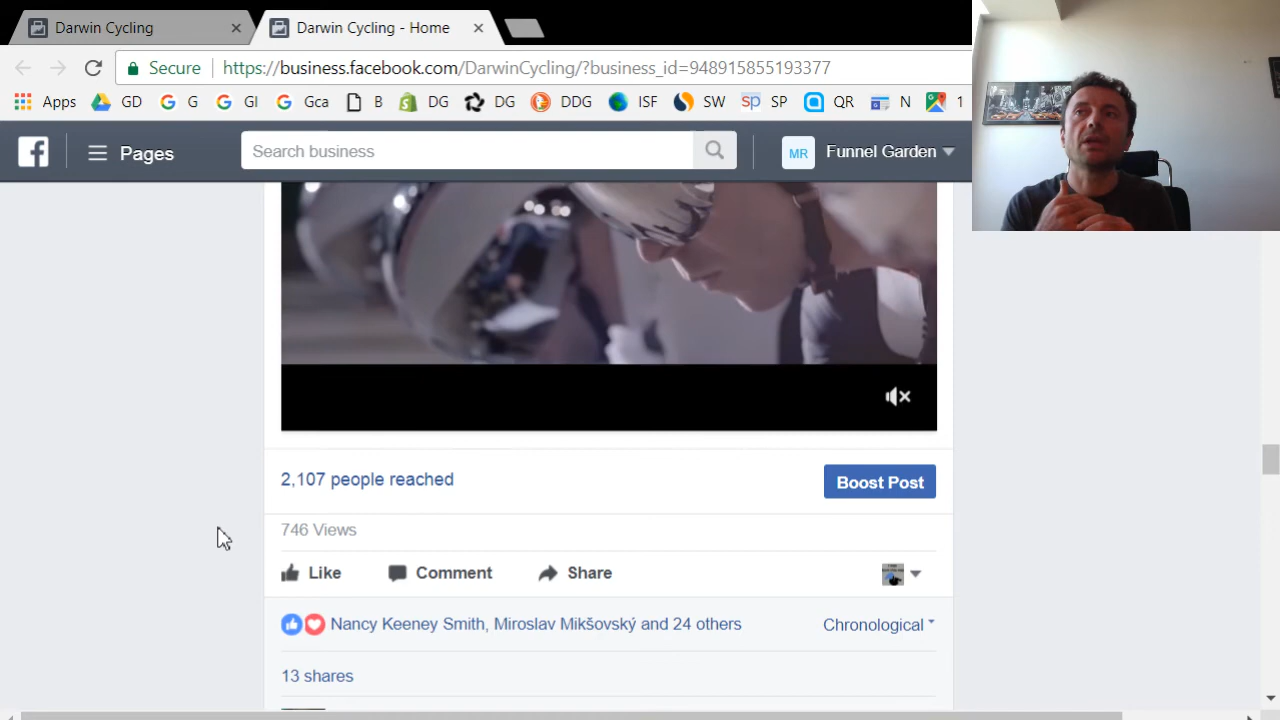 Darwin Cycling
Darwin Cycling - Home
Secure https://business.facebook.com/DarwinCycling/?business_id=948915855193377
Apps GD G GI Gca B DG DG DDG ISF SW sp SP QR N 1
f Pages Search business MR Funnel Garden
2,107 people reached Boost Post
746 Views
Like Comment Share
Nancy Keeney Smith, Miroslav Mikšovský and 24 others Chronological
13 shares